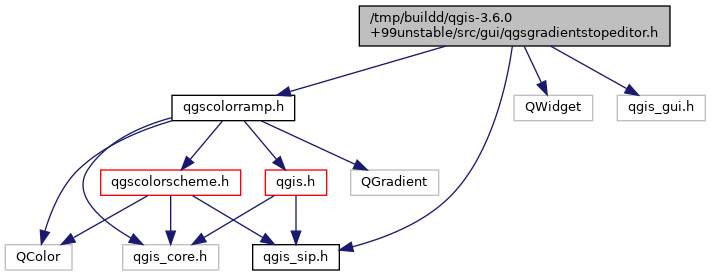 /tmp/buildd/qgis-3.6.0
+99unstable/src/gui/qgsgradientstopeditor.h
qgscolorramp.h
QWidget
qgis_gui.h
qgscolorscheme.h
qgis.h
QGradient
QColor
qgis_core.h
qgis_sip.h